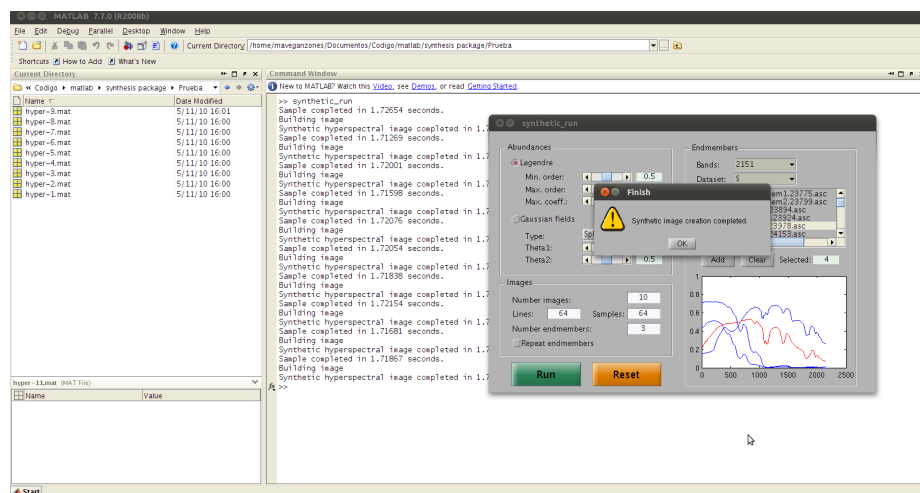 MATLAB 7.7.0 (R2008b)
File Edit Debug Parallel Desktop Window Help
Current Directory: /home/maveganzones/Documentos/Codigo/matlab/synthesis package/Prueba
Shortcuts How to Add What's New
Current Directory
« Codigo ▸ matlab ▸ synthesis package ▸ Prueba
Name Date Modified
hyper-9.mat 5/11/10 16:01
hyper-8.mat 5/11/10 16:00
hyper-7.mat 5/11/10 16:00
hyper-6.mat 5/11/10 16:00
hyper-5.mat 5/11/10 16:00
hyper-4.mat 5/11/10 16:00
hyper-3.mat 5/11/10 16:00
hyper-2.mat 5/11/10 16:00
hyper-1.mat 5/11/10 16:00
hyper-11.mat (MAT File)
Name Value
Start
Command Window
New to MATLAB? Watch this Video, see Demos, or read Getting Started.
>> synthetic_run
Sample completed in 1.72654 seconds.
Building image
Synthetic hyperspectral image completed in 1.7
Sample completed in 1.71269 seconds.
Building image
Synthetic hyperspectral image completed in 1.7
Sample completed in 1.72001 seconds.
Building image
Synthetic hyperspectral image completed in 1.7
Sample completed in 1.71598 seconds.
Building image
Synthetic hyperspectral image completed in 1.7
Sample completed in 1.72076 seconds.
Building image
Synthetic hyperspectral image completed in 1.7
Sample completed in 1.72054 seconds.
Building image
Synthetic hyperspectral image completed in 1.7
Sample completed in 1.71838 seconds.
Building image
Synthetic hyperspectral image completed in 1.7
Sample completed in 1.72154 seconds.
Building image
Synthetic hyperspectral image completed in 1.7
Sample completed in 1.71681 seconds.
Building image
Synthetic hyperspectral image completed in 1.7
Sample completed in 1.71867 seconds.
Building image
Synthetic hyperspectral image completed in 1.7
fx >>
synthetic_run
Abundances
Legendre
Min. order: 0.5
Max. order:
Max. coeff.:
Gaussian fields
Type: Sp
Theta1:
Theta2: 0.5
Images
Number images: 10
Lines: 64 Samples: 64
Number endmembers: 3
Repeat endmembers
Run Reset
Endmembers
Bands: 2151
Dataset: S
em1.23775.asc
em2.23799.asc
23894.asc
.23924.asc
23978.asc
24153.asc
Add Clear Selected: 4
1
0.8
0.6
0.4
0.2
0
0 500 1000 1500 2000 2500
Finish
Synthetic image creation completed.
OK